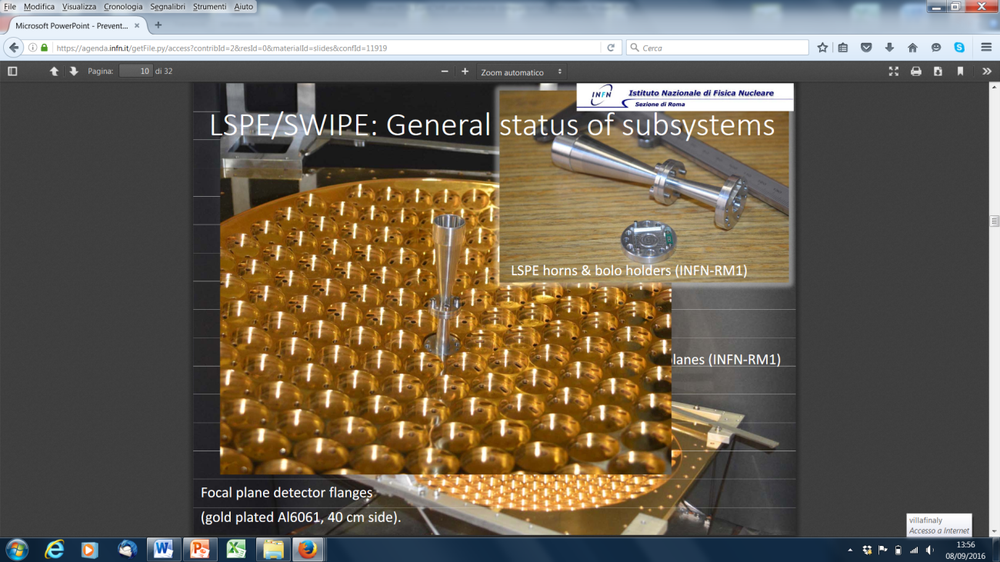 File Modifica Visualizza Cronologia Segnalibri Strumenti Aiuto
Microsoft PowerPoint - Prevent...
https://agenda.infn.it/getFile.py/access?contribId=2&resId=0&materialId=slides&confId=11919
Cerca
Pagina: 10 di 32
Zoom automatico
INFN
Istituto Nazionale di Fisica Nucleare
Sezione di Roma
LSPE/SWIPE: General status of subsystems
LSPE horns & bolo holders (INFN-RM1)
planes (INFN-RM1)
Focal plane detector flanges
(gold plated Al6061, 40 cm side).
villafinaly
Accesso a Internet
13:56
08/09/2016